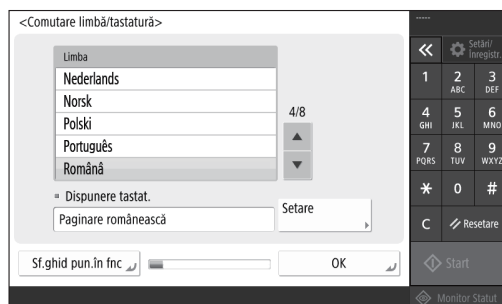 <Comutare limbă/tastatură>
Limba
Nederlands
Norsk
Polski
Português
Română
4/8
Dispunere tastat.
Paginare românească
Setare
Sf.ghid pun.în fnc
OK
-----
Setări/
Înregistr.
1 2 3
ABC DEF
4 5 6
GHI JKL MNO
7 8 9
PQRS TUV WXYZ
* 0 #
C Resetare
Start
Monitor Statut